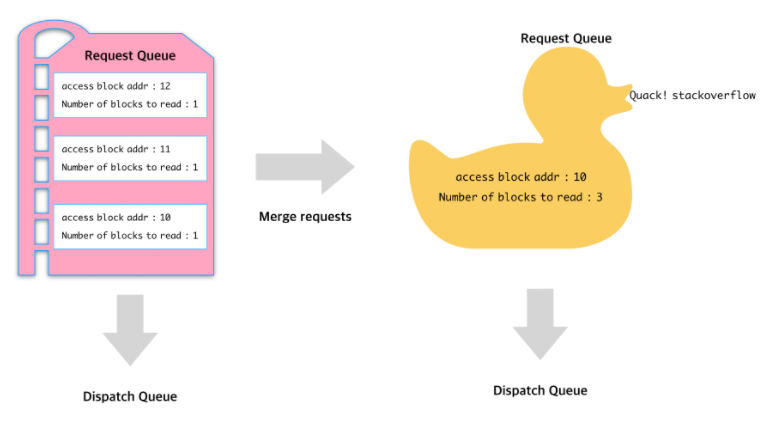 Request Queue
access block addr : 12
Number of blocks to read : 1
access block addr : 11
Number of blocks to read : 1
access block addr : 10
Number of blocks to read : 1
Dispatch Queue
Merge requests
Request Queue
Quack! stackoverflow
access block addr : 10
Number of blocks to read : 3
Dispatch Queue